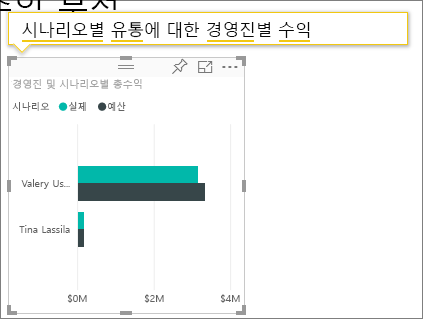 시나리오별 유통에 대한 경영진별 수익
경영진 및 시나리오별 총수익
시나리오 실제 예산
Valery Us...
Tina Lassila
$0M $2M $4M